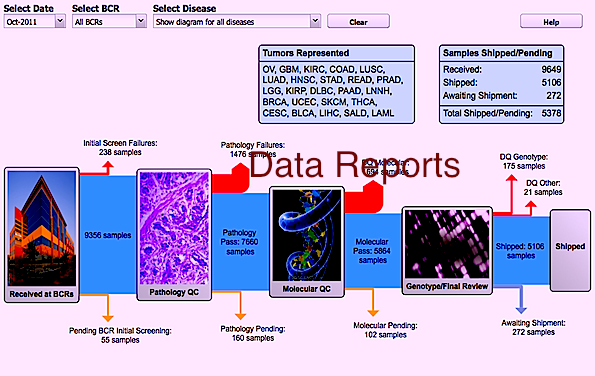 Select Date
Select BCR
Select Disease
Oct-2011
All BCRs
Show diagram for all diseases
Clear
Help
Tumors Represented
OV, GBM, KIRC, COAD, LUSC,
LUAD, HNSC, STAD, READ, PRAD,
LGG, KIRP, DLBC, PAAD, LNNH,
BRCA, UCEC, SKCM, THCA,
CESC, BLCA, LIHC, SALD, LAML
Samples Shipped/Pending
Received: 9649
Shipped: 5106
Awaiting Shipment: 272
Total Shipped/Pending: 5378
Initial Screen Failures:
238 samples
Pathology Failures:
1476 samples
Data Reports
DQ Molecular:
samples
DQ Genotype:
175 samples
DQ Other:
21 samples
9356 samples
Pathology
Pass: 7660
samples
Molecular
Pass: 5864
samples
Shipped: 5106
samples
Shipped
Received at BCRs
Pathology QC
Molecular QC
Genotype/Final Review
Pending BCR Initial Screening:
55 samples
Pathology Pending:
160 samples
Molecular Pending:
102 samples
Awaiting Shipment:
272 samples